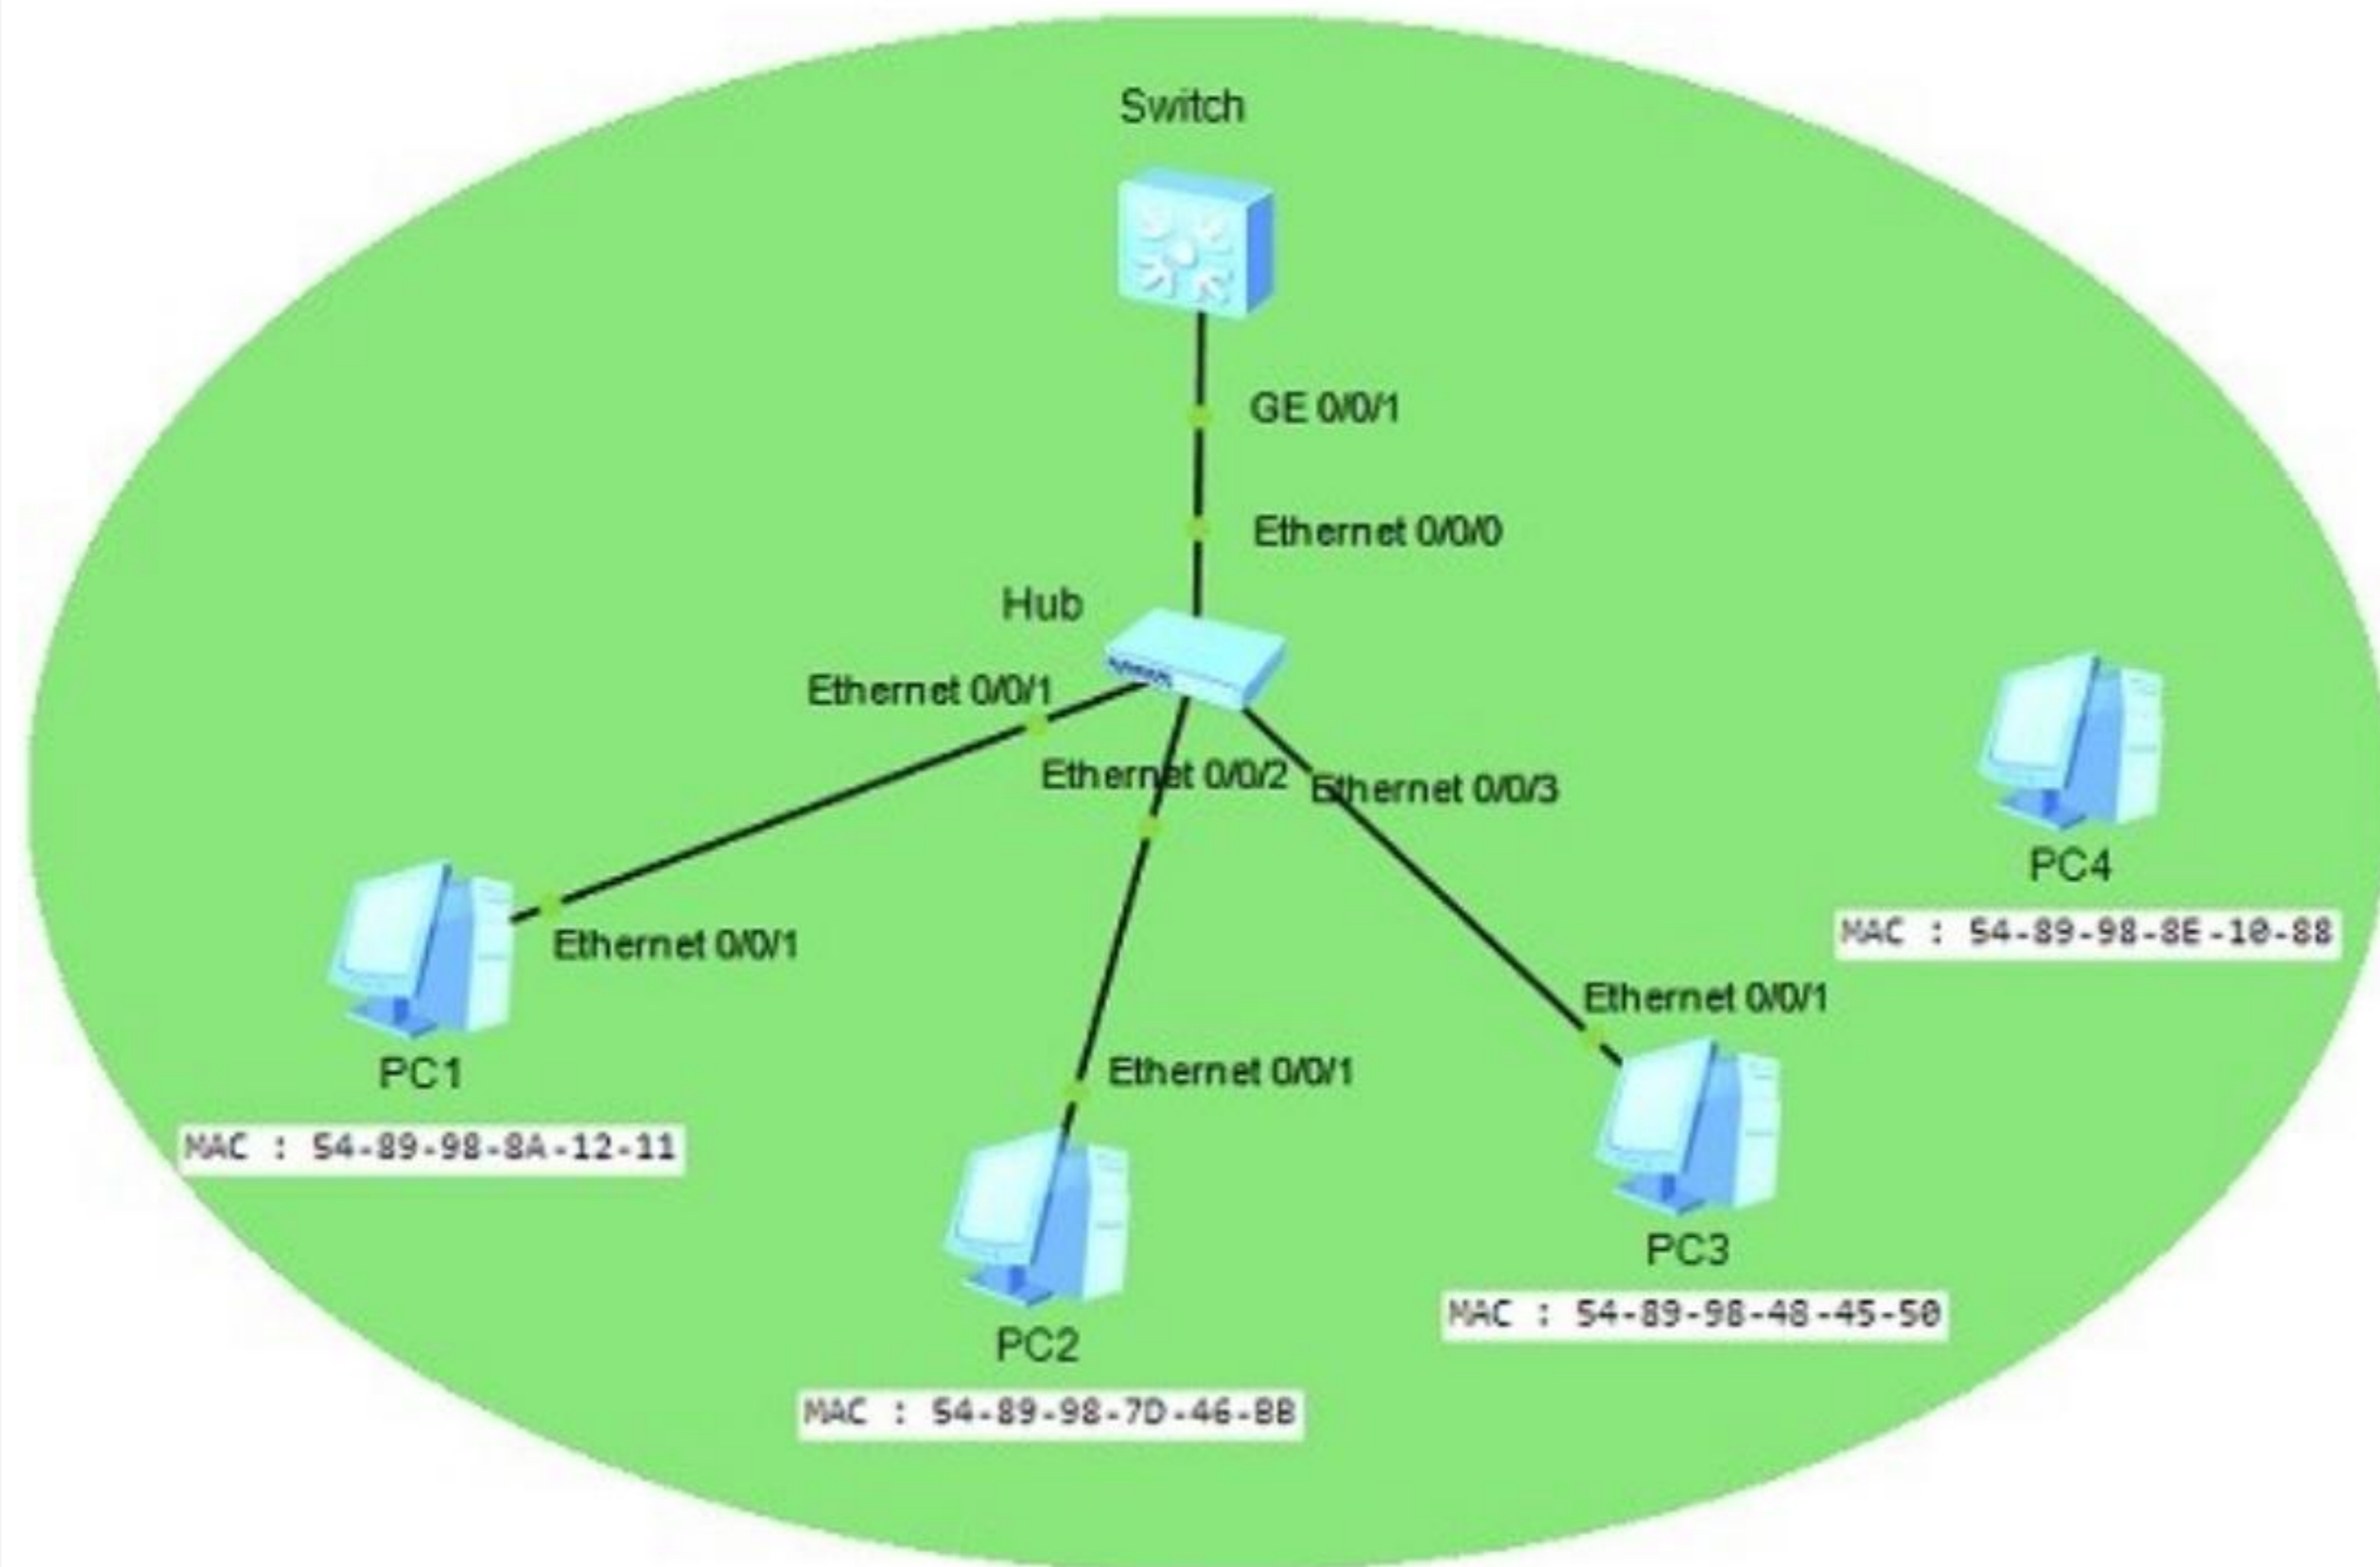 Switch
GE 0/0/1
Ethernet 0/0/0
Hub
Ethernet 0/0/1
Ethernet 0/0/2
Ethernet 0/0/3
PC4
MAC : 54-89-98-8E-10-88
Ethernet 0/0/1
Ethernet 0/0/1
PC1
Ethernet 0/0/1
MAC : 54-89-98-8A-12-11
PC3
MAC : 54-89-98-48-45-50
PC2
MAC : 54-89-98-7D-46-BB